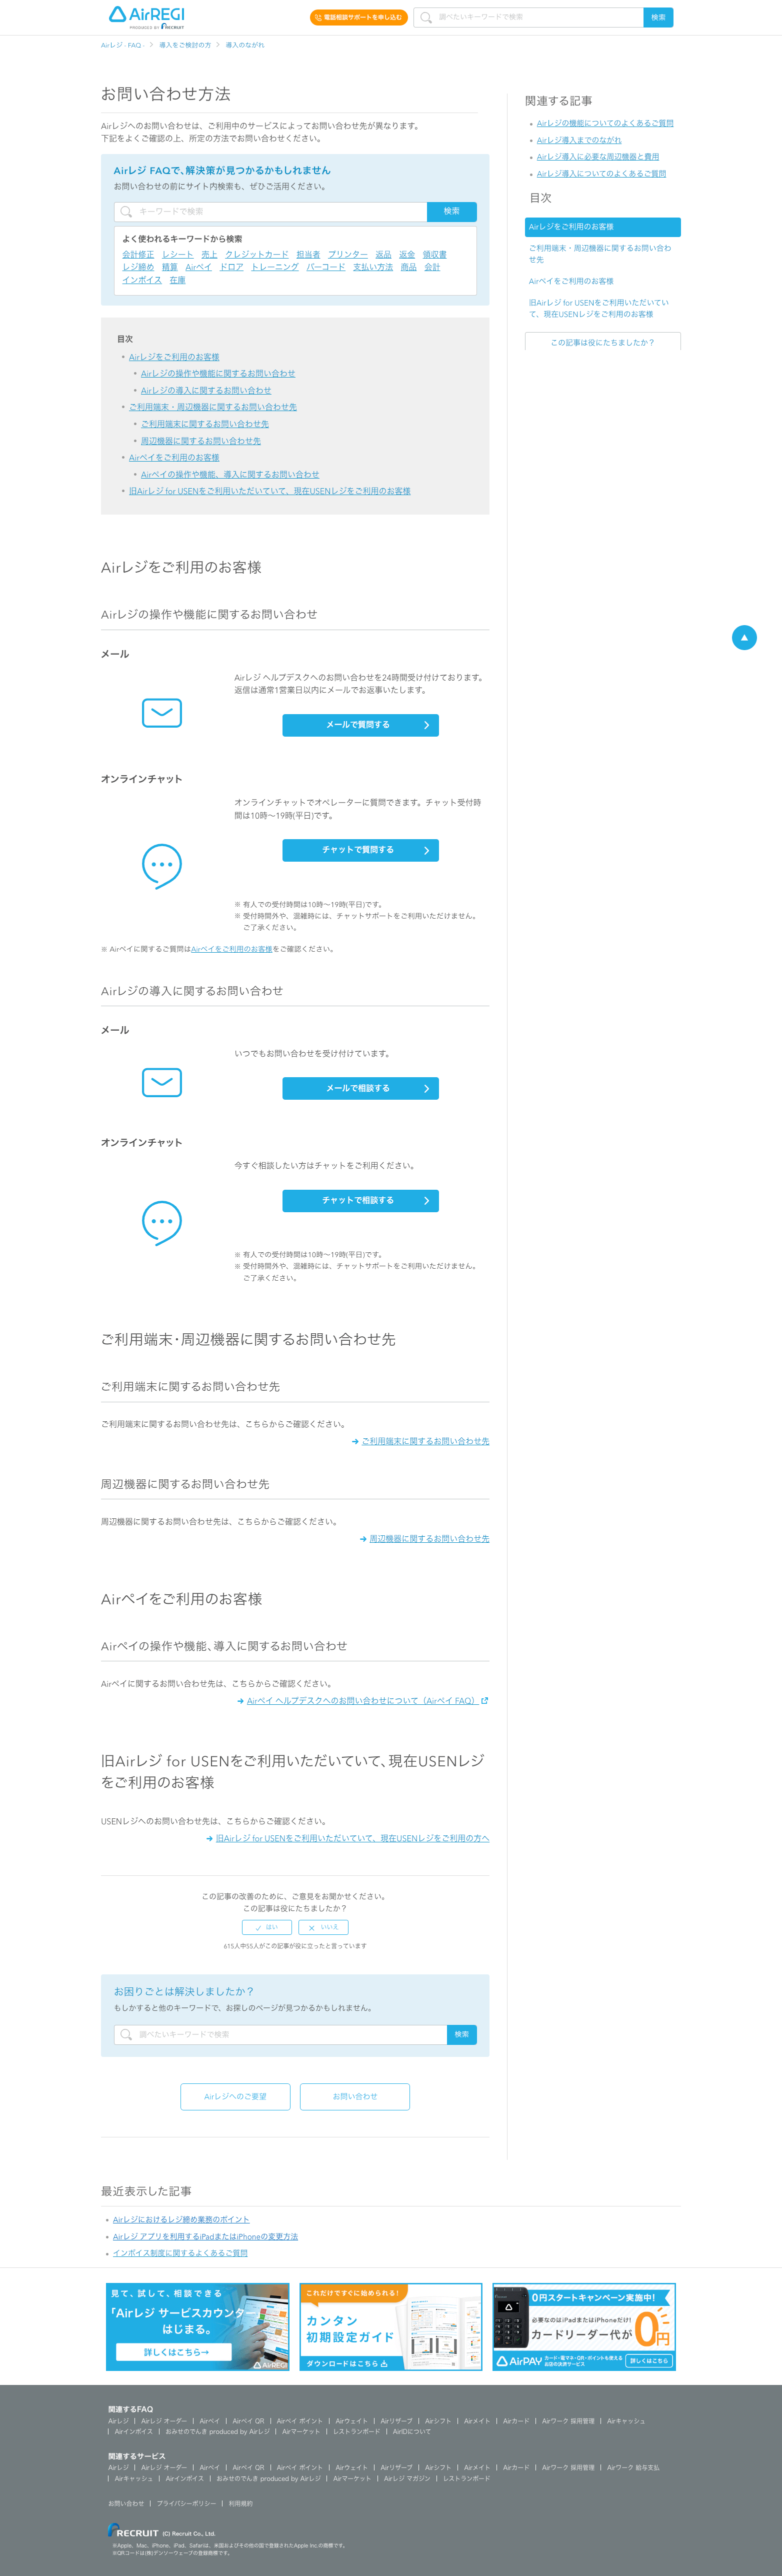 AirREGI
PRODUCED BY RECRUIT
電話相談サポートを申し込む
調べたいキーワードで検索
検索
Airレジ - FAQ -
導入をご検討の方
導入のながれ
お問い合わせ方法
Airレジへのお問い合わせは、ご利用中のサービスによってお問い合わせ先が異なります。
下記をよくご確認の上、所定の方法でお問い合わせください。
Airレジ FAQで、解決策が見つかるかもしれません
お問い合わせの前にサイト内検索も、ぜひご活用ください。
キーワードで検索
検索
よく使われるキーワードから検索
会計修正 レシート 売上 クレジットカード 担当者 プリンター 返品 返金 領収書
レジ締め 精算 Airペイ ドロア トレーニング バーコード 支払い方法 商品 会計
インボイス 在庫
目次
Airレジをご利用のお客様
Airレジの操作や機能に関するお問い合わせ
Airレジの導入に関するお問い合わせ
ご利用端末・周辺機器に関するお問い合わせ先
ご利用端末に関するお問い合わせ先
周辺機器に関するお問い合わせ先
Airペイをご利用のお客様
Airペイの操作や機能、導入に関するお問い合わせ
旧Airレジ for USENをご利用いただいていて、現在USENレジをご利用のお客様
関連する記事
Airレジの機能についてのよくあるご質問
Airレジ導入までのながれ
Airレジ導入に必要な周辺機器と費用
Airレジ導入についてのよくあるご質問
目次
Airレジをご利用のお客様
ご利用端末・周辺機器に関するお問い合わ
せ先
Airペイをご利用のお客様
旧Airレジ for USENをご利用いただいてい
て、現在USENレジをご利用のお客様
この記事は役にたちましたか？
Airレジをご利用のお客様
Airレジの操作や機能に関するお問い合わせ
メール
Airレジ ヘルプデスクへのお問い合わせを24時間受け付けております。
返信は通常1営業日以内にメールでお返事いたします。
メールで質問する
オンラインチャット
オンラインチャットでオペレーターに質問できます。チャット受付時
間は10時〜19時(平日)です。
チャットで質問する
※ 有人での受付時間は10時〜19時(平日)です。
※ 受付時間外や、混雑時には、チャットサポートをご利用いただけません。
ご了承ください。
※ Airペイに関するご質問はAirペイをご利用のお客様をご確認ください。
Airレジの導入に関するお問い合わせ
メール
いつでもお問い合わせを受け付けています。
メールで相談する
オンラインチャット
今すぐ相談したい方はチャットをご利用ください。
チャットで相談する
※ 有人での受付時間は10時〜19時(平日)です。
※ 受付時間外や、混雑時には、チャットサポートをご利用いただけません。
ご了承ください。
ご利用端末・周辺機器に関するお問い合わせ先
ご利用端末に関するお問い合わせ先
ご利用端末に関するお問い合わせ先は、こちらからご確認ください。
ご利用端末に関するお問い合わせ先
周辺機器に関するお問い合わせ先
周辺機器に関するお問い合わせ先は、こちらからご確認ください。
周辺機器に関するお問い合わせ先
Airペイをご利用のお客様
Airペイの操作や機能、導入に関するお問い合わせ
Airペイに関するお問い合わせ先は、こちらからご確認ください。
Airペイ ヘルプデスクへのお問い合わせについて（Airペイ FAQ）
旧Airレジ for USENをご利用いただいていて、現在USENレジ
をご利用のお客様
USENレジへのお問い合わせ先は、こちらからご確認ください。
旧Airレジ for USENをご利用いただいていて、現在USENレジをご利用の方へ
この記事の改善のために、ご意見をお聞かせください。
この記事は役にたちましたか？
はい
いいえ
615人中55人がこの記事が役に立ったと言っています
お困りごとは解決しましたか？
もしかすると他のキーワードで、お探しのページが見つかるかもしれません。
調べたいキーワードで検索
検索
Airレジへのご要望
お問い合わせ
最近表示した記事
Airレジにおけるレジ締め業務のポイント
Airレジ アプリを利用するiPadまたはiPhoneの変更方法
インボイス制度に関するよくあるご質問
見て、試して、相談できる
「Airレジ サービスカウンター」
はじまる。
詳しくはこちら→
AirREGI
これだけですぐに始められる！
カンタン
初期設定ガイド
ダウンロードはこちら
0円スタートキャンペーン実施中!
必要なのはiPadまたはiPhoneだけ!
カードリーダー代が0円
AirPAY
カード・電マネ・QR・ポイントも使える
お店の決済サービス
詳しくはこちら
関連するFAQ
Airレジ | Airレジ オーダー | Airペイ | Airペイ QR | Airペイ ポイント | Airウェイト | Airリザーブ | Airシフト | Airメイト | Airカード | Airワーク 採用管理 | Airキャッシュ
| Airインボイス | おみせのでんき produced by Airレジ | Airマーケット | レストランボード | AirIDについて
関連するサービス
Airレジ | Airレジ オーダー | Airペイ | Airペイ QR | Airペイ ポイント | Airウェイト | Airリザーブ | Airシフト | Airメイト | Airカード | Airワーク 採用管理 | Airワーク 給与支払
| Airキャッシュ | Airインボイス | おみせのでんき produced by Airレジ | Airマーケット | Airレジ マガジン | レストランボード
お問い合わせ | プライバシーポリシー | 利用規約
RECRUIT (C) Recruit Co., Ltd.
※Apple、Mac、iPhone、iPad、Safariは、米国およびその他の国で登録されたApple Inc.の商標です。
※QRコードは(株)デンソーウェーブの登録商標です。